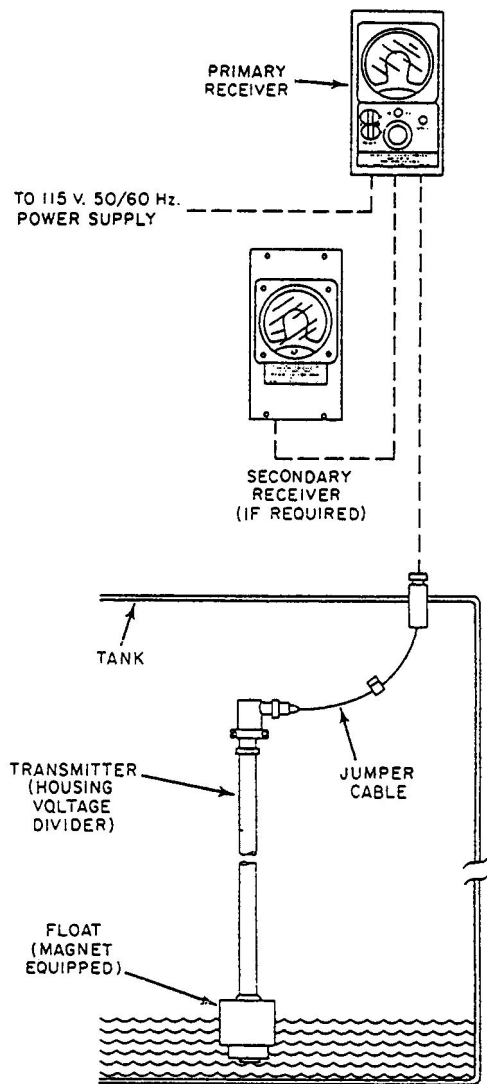 PRIMARY
RECEIVER
TO 115 V. 50/60 Hz.
POWER SUPPLY
SECONDARY
RECEIVER
(IF REQUIRED)
TANK
JUMPER
CABLE
TRANSMITTER
(HOUSING
VOLTAGE
DIVIDER)
FLOAT
(MAGNET
EQUIPPED)